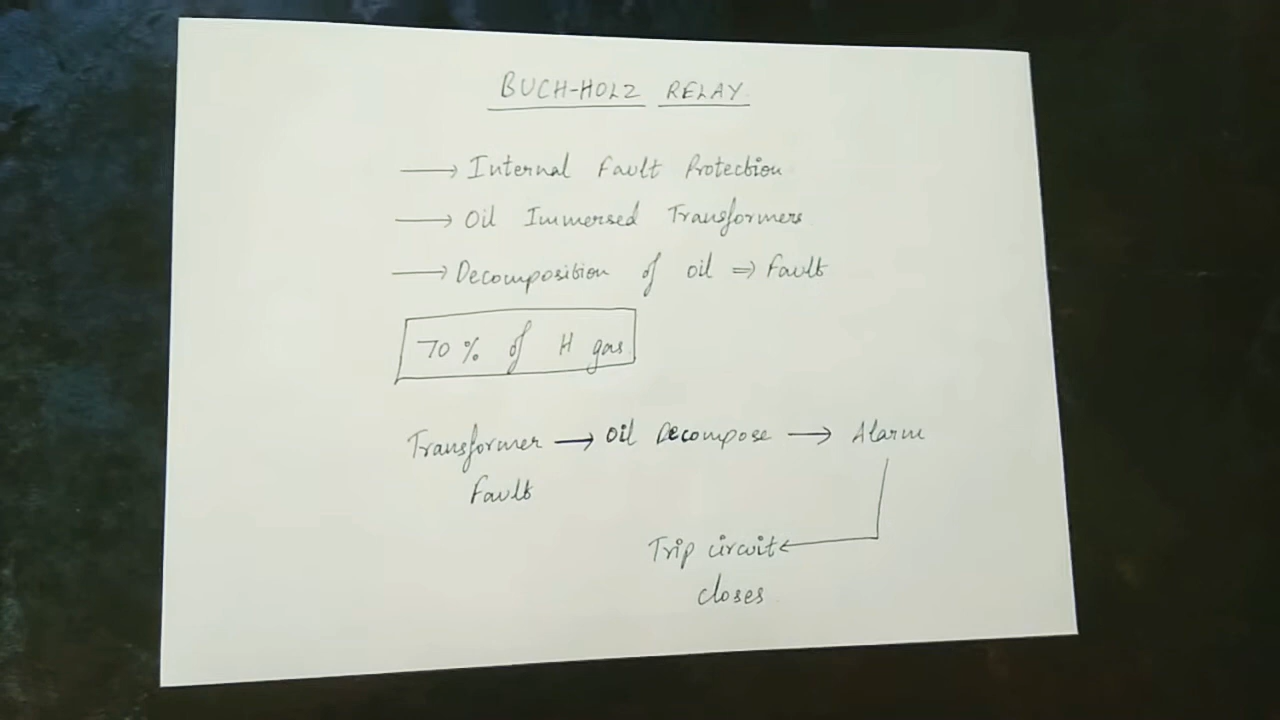 BUCH-HOLZ RELAY
→ Internal Fault Protection
→ Oil Immersed Transformers
→ Decomposition of oil ⇒ Fault
70% of H gas
Transformer → Oil Decompose → Alarm
Fault
Trip circuit ←
closes